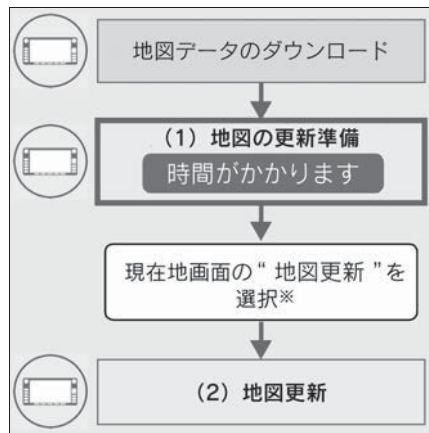 地図データのダウンロード
（1）地図の更新準備
時間がかかります
現在地画面の“ 地図更新 ”を
選択※
（2）地図更新